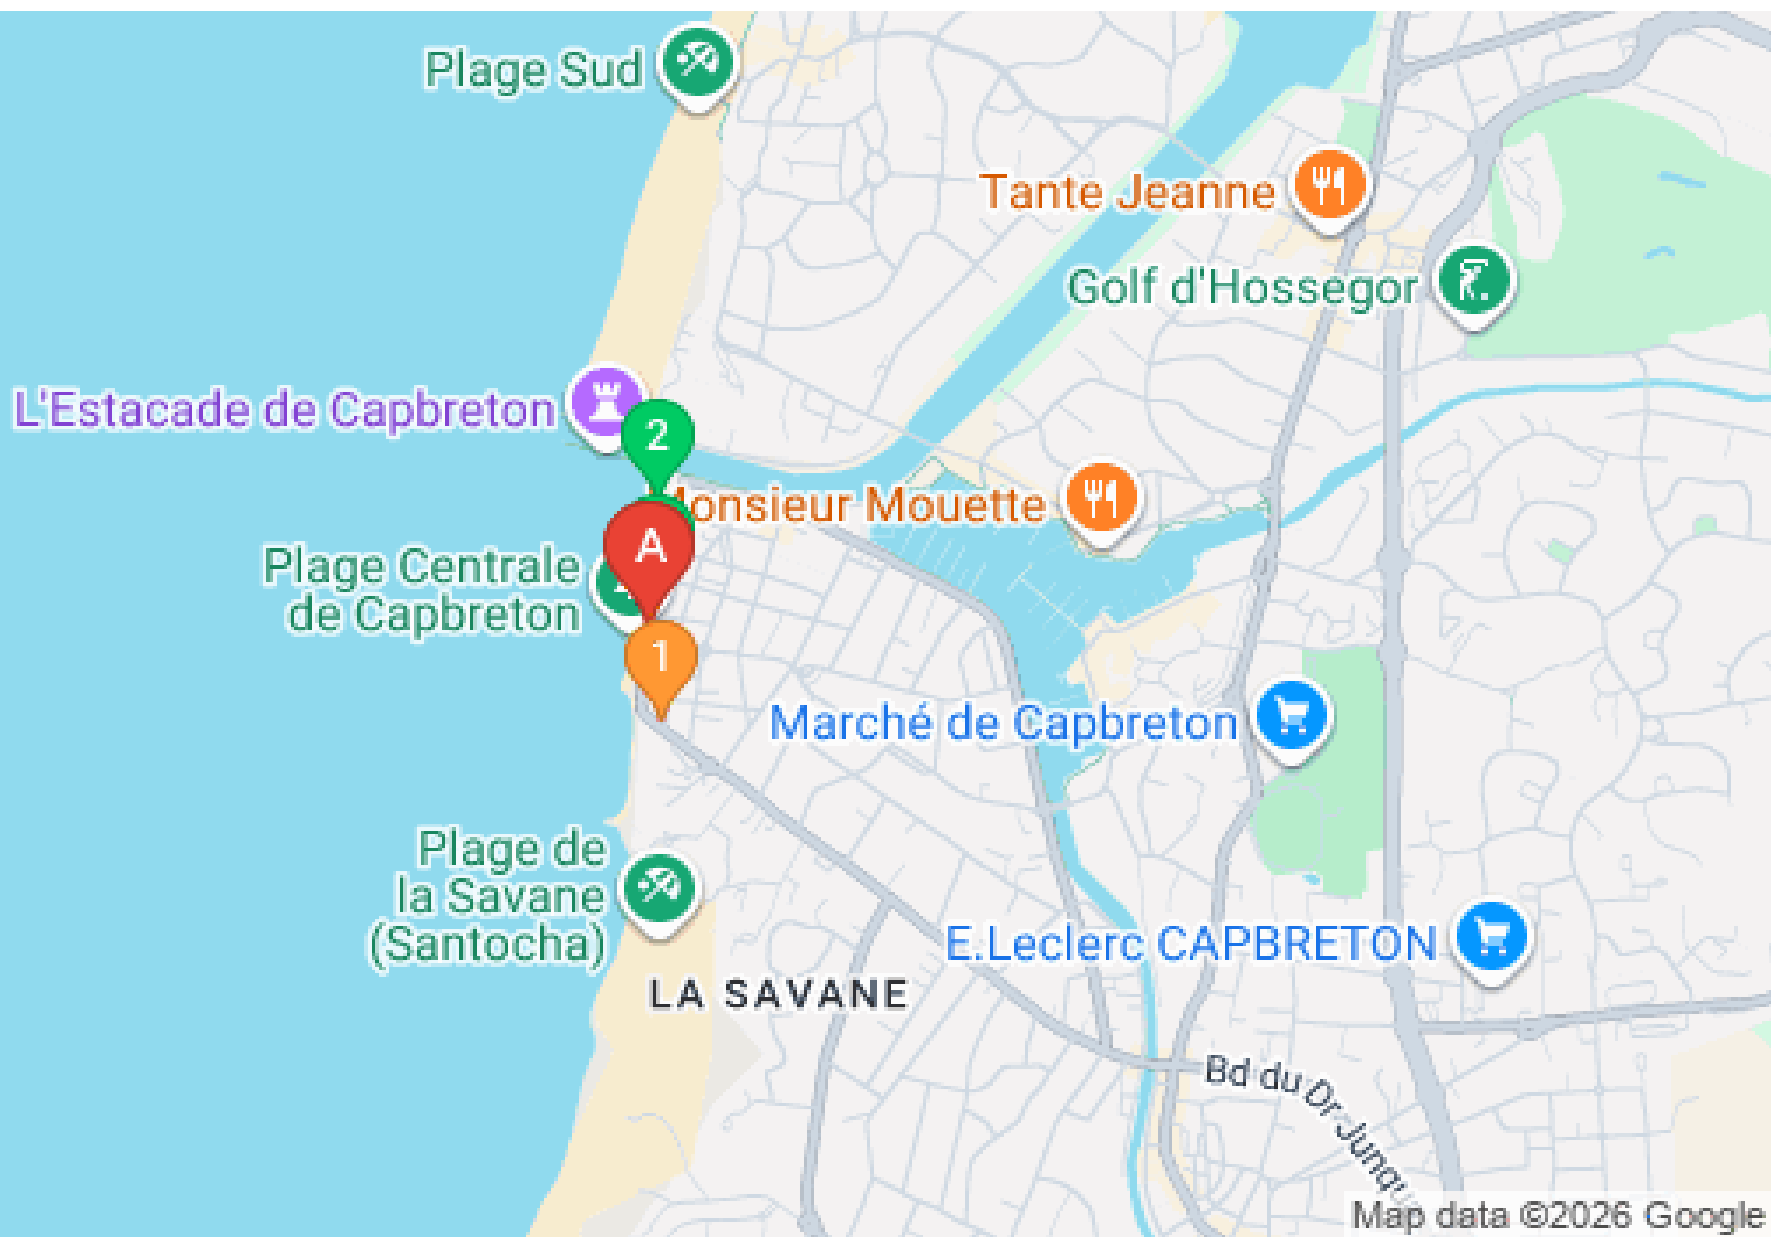 Plage Sud
Tante Jeanne
Golf d'Hossegor
L'Estacade de Capbreton
2
Monsieur Mouette
A
Plage Centrale
de Capbreton
1
Marché de Capbreton
Plage de
la Savane
(Santocha)
E.Leclerc CAPBRETON
LA SAVANE
Bd du Dr Junqu
Map data ©2026 Google